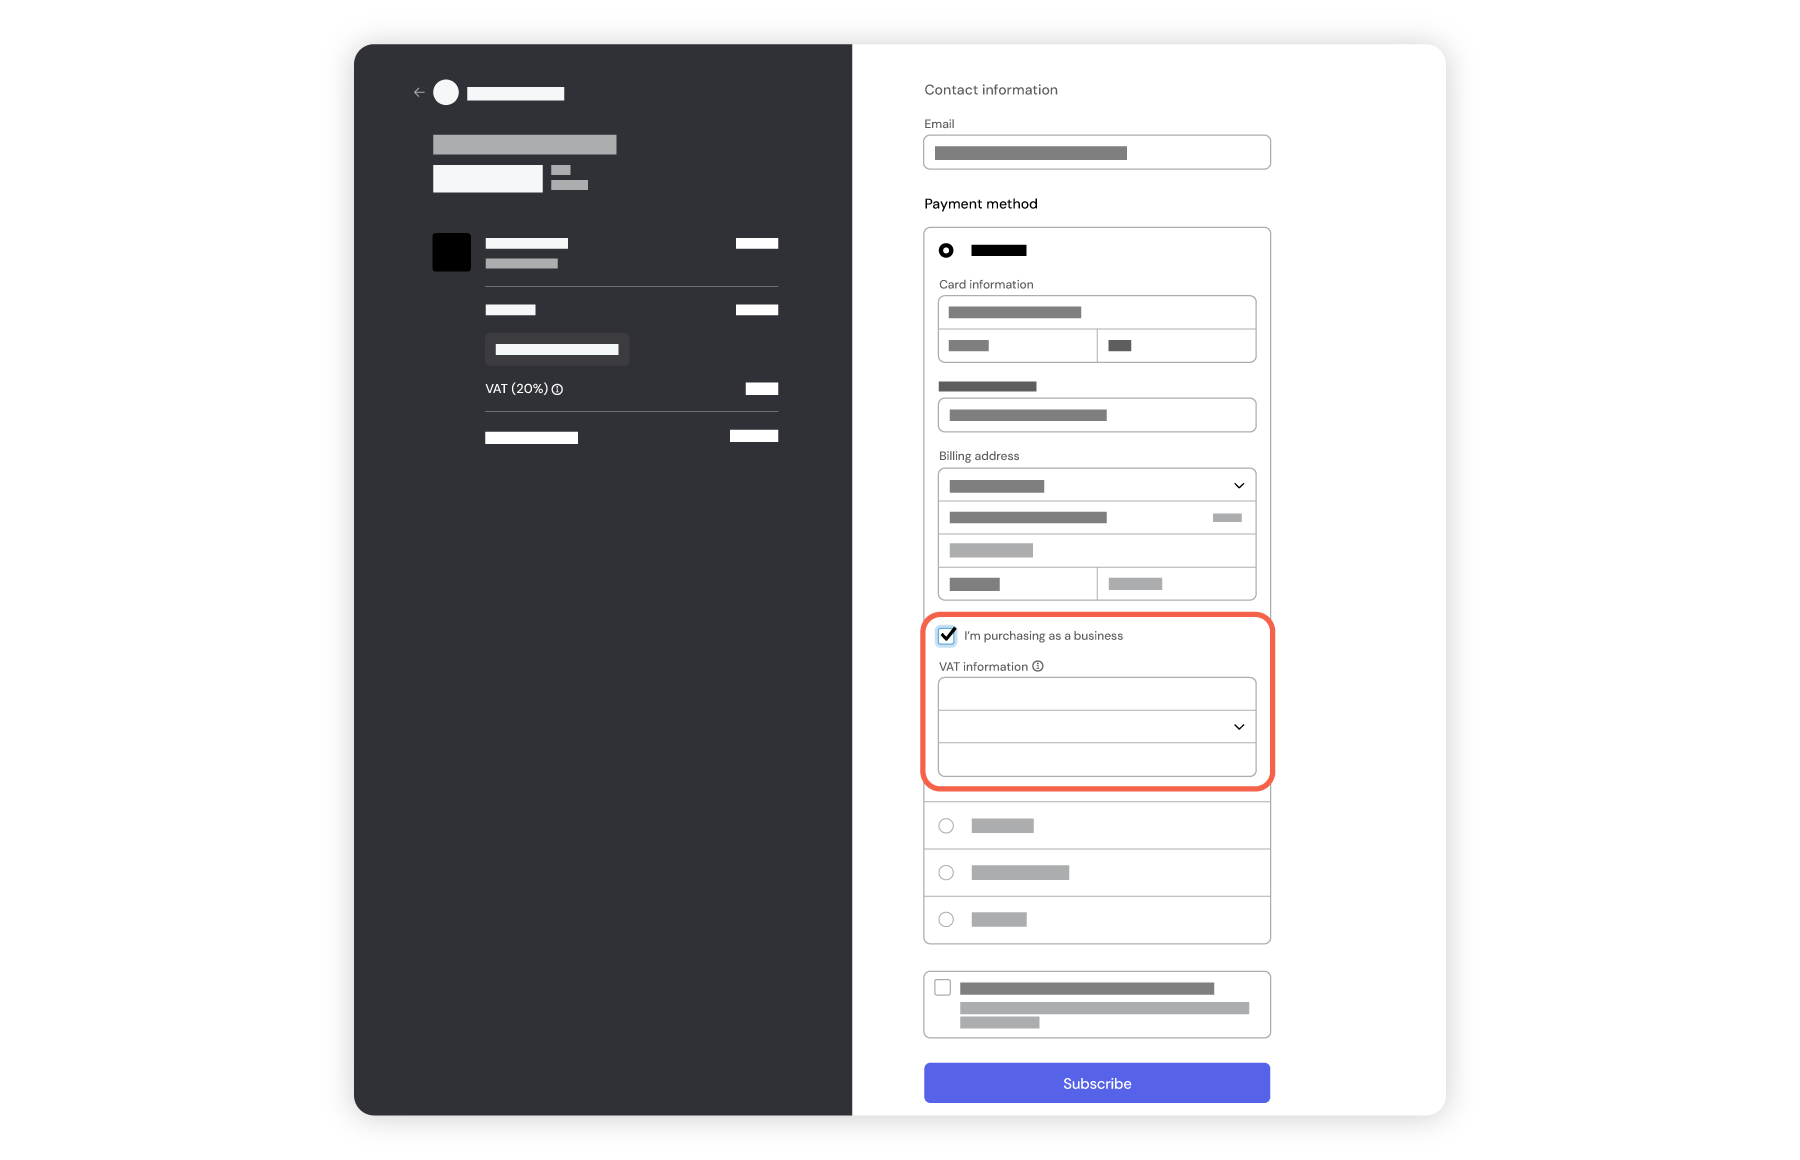 VAT (20%)
Contact information
Email
Payment method
Card information
Billing address
I'm purchasing as a business
VAT information
Subscribe